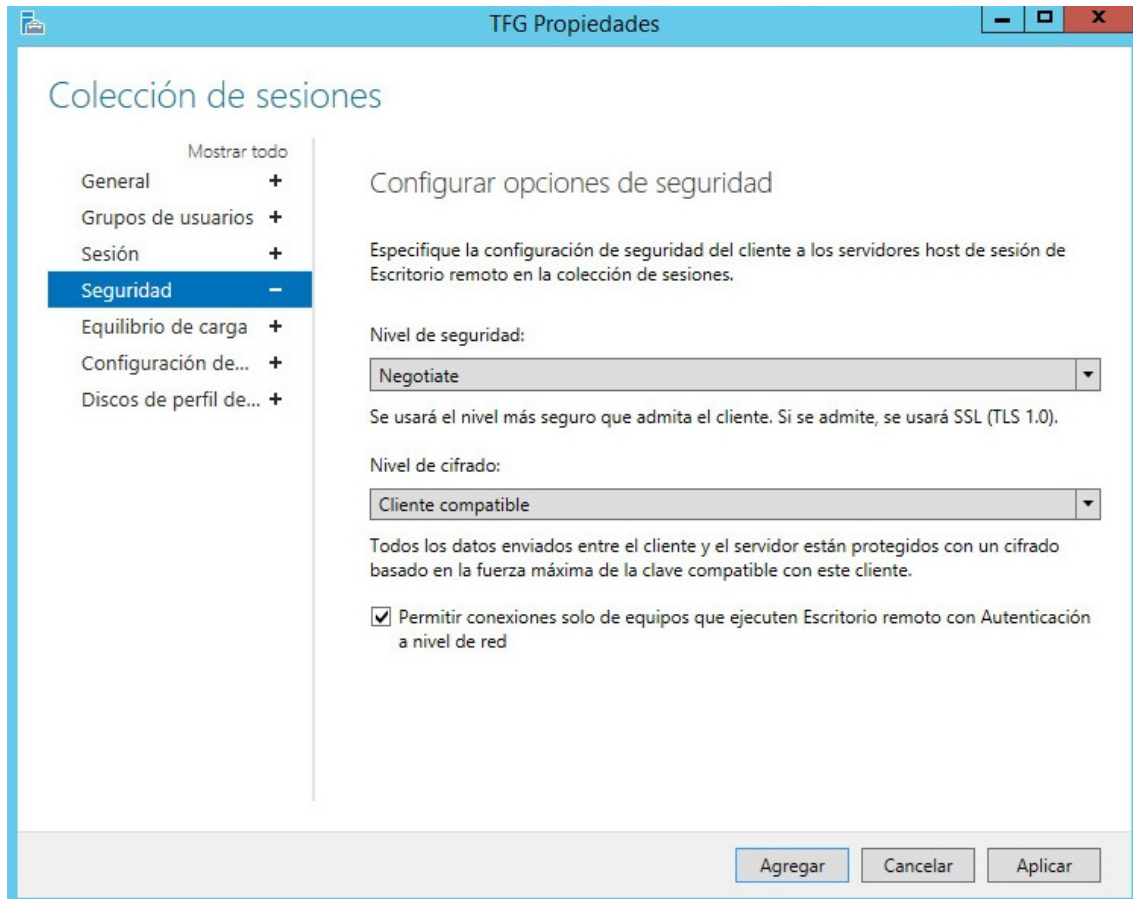 TFG Propiedades
Colección de sesiones
Mostrar todo
General +
Grupos de usuarios +
Sesión +
Seguridad –
Equilibrio de carga +
Configuración de... +
Discos de perfil de... +
Configurar opciones de seguridad
Especifique la configuración de seguridad del cliente a los servidores host de sesión de
Escritorio remoto en la colección de sesiones.
Nivel de seguridad:
Negotiate
Se usará el nivel más seguro que admita el cliente. Si se admite, se usará SSL (TLS 1.0).
Nivel de cifrado:
Cliente compatible
Todos los datos enviados entre el cliente y el servidor están protegidos con un cifrado
basado en la fuerza máxima de la clave compatible con este cliente.
Permitir conexiones solo de equipos que ejecuten Escritorio remoto con Autenticación
a nivel de red
Agregar Cancelar Aplicar